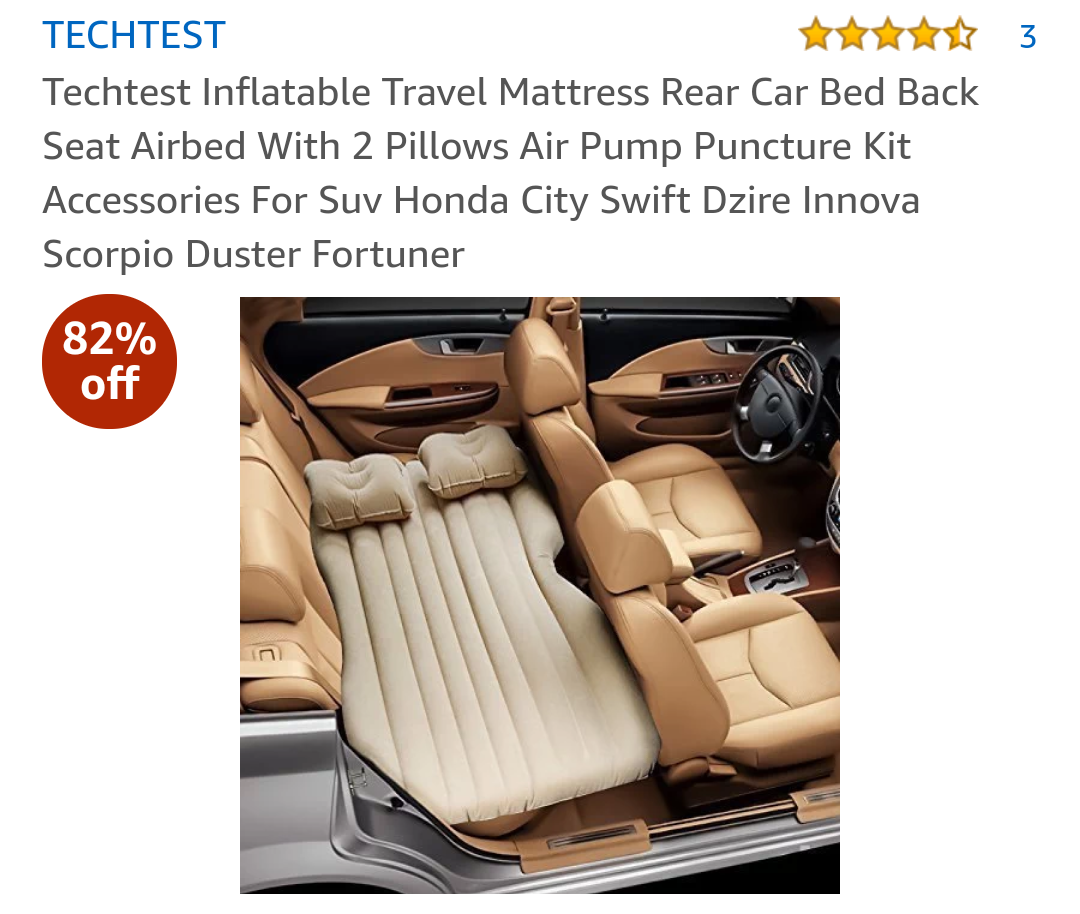 TECHTEST
3
Techtest Inflatable Travel Mattress Rear Car Bed Back
Seat Airbed With 2 Pillows Air Pump Puncture Kit
Accessories For Suv Honda City Swift Dzire Innova
Scorpio Duster Fortuner
82%
off